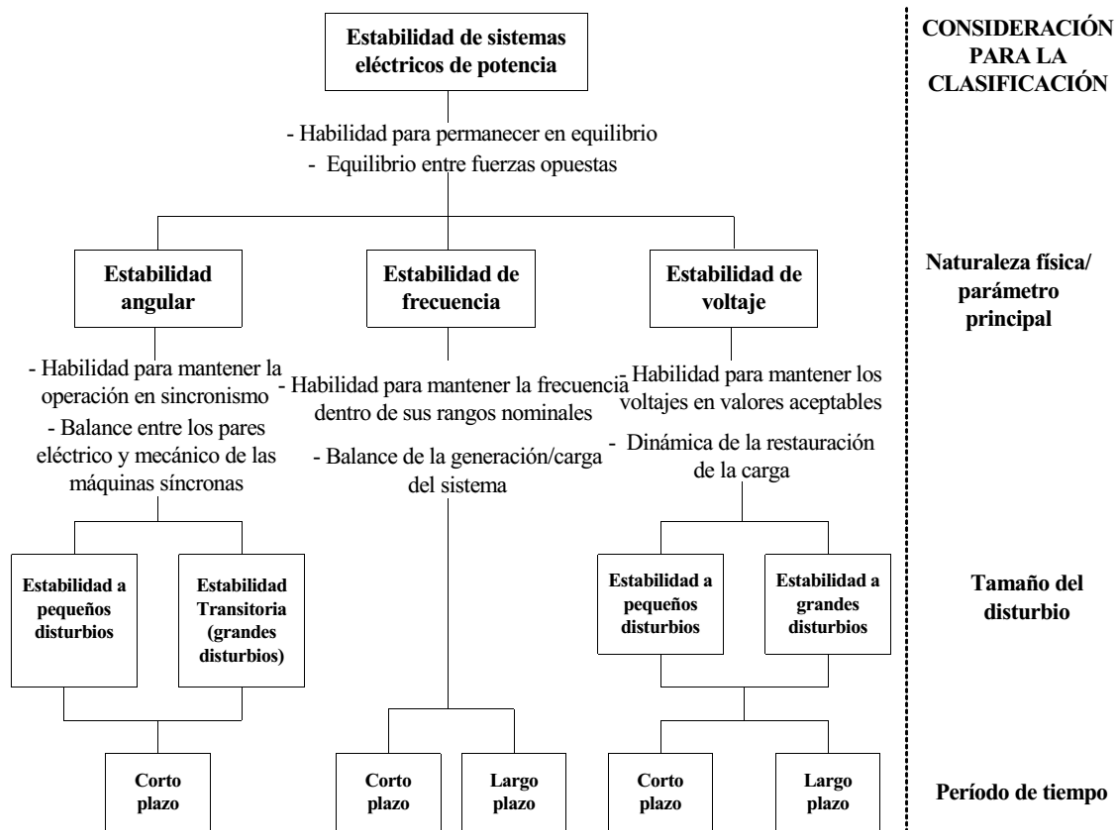 Estabilidad de sistemas
eléctricos de potencia
CONSIDERACIÓN
PARA LA
CLASIFICACIÓN
- Habilidad para permanecer en equilibrio
- Equilibrio entre fuerzas opuestas
Estabilidad
angular
Estabilidad de
frecuencia
Estabilidad de
voltaje
Naturaleza física/
parámetro
principal
- Habilidad para mantener la
operación en sincronismo
- Balance entre los pares
eléctrico y mecánico de las
máquinas síncronas
- Habilidad para mantener la frecuencia
dentro de sus rangos nominales
- Balance de la generación/carga
del sistema
- Habilidad para mantener los
voltajes en valores aceptables
- Dinámica de la restauración
de la carga
Estabilidad a
pequeños
disturbios
Estabilidad
Transitoria
(grandes
disturbios)
Estabilidad a
pequeños
disturbios
Estabilidad a
grandes
disturbios
Tamaño del
disturbio
Corto
plazo
Corto
plazo
Largo
plazo
Corto
plazo
Largo
plazo
Período de tiempo